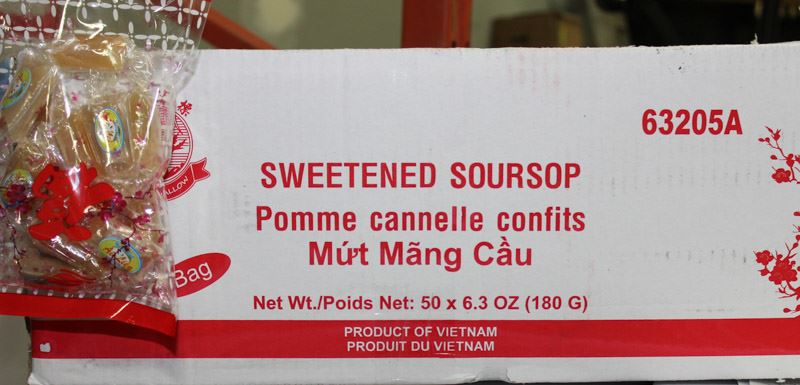 63205A
SWEETENED SOURSOP
Pomme cannelle confits
Mứt Mãng Cầu
Bag
Net Wt./Poids Net: 50 x 6.3 OZ (180 G)
PRODUCT OF VIETNAM
PRODUIT DU VIETNAM